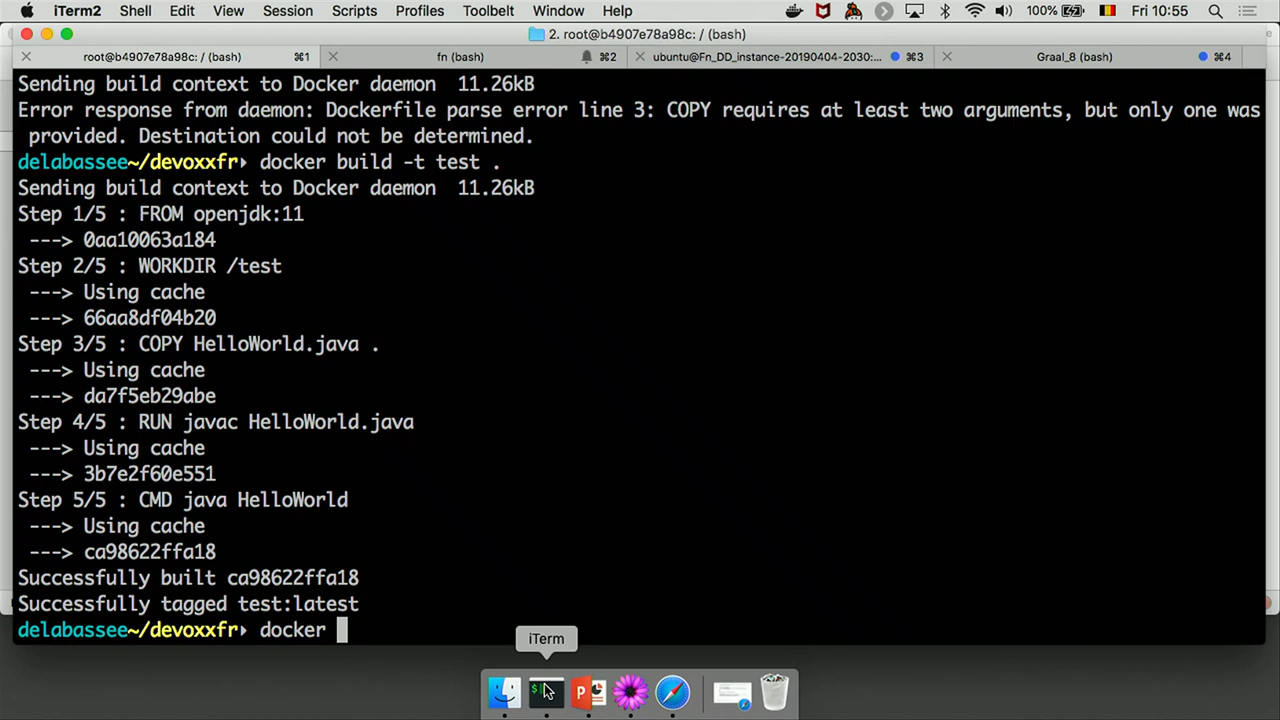 iTerm2 Shell Edit View Session Scripts Profiles Toolbelt Window Help 100% Fri 10:55
2. root@b4907e78a98c: / (bash)
root@b4907e78a98c: / (bash) ⌘1 fn (bash) ⌘2 ubuntu@Fn_DD_instance-20190404-2030:... ⌘3 Graal_8 (bash) ⌘4
Sending build context to Docker daemon  11.26kB
Error response from daemon: Dockerfile parse error line 3: COPY requires at least two arguments, but only one was
provided. Destination could not be determined.
delabassee~/devoxxfr▸ docker build -t test .
Sending build context to Docker daemon  11.26kB
Step 1/5 : FROM openjdk:11
---> 0aa10063a184
Step 2/5 : WORKDIR /test
---> Using cache
---> 66aa8df04b20
Step 3/5 : COPY HelloWorld.java .
---> Using cache
---> da7f5eb29abe
Step 4/5 : RUN javac HelloWorld.java
---> Using cache
---> 3b7e2f60e551
Step 5/5 : CMD java HelloWorld
---> Using cache
---> ca98622ffa18
Successfully built ca98622ffa18
Successfully tagged test:latest
delabassee~/devoxxfr▸ docker
iTerm